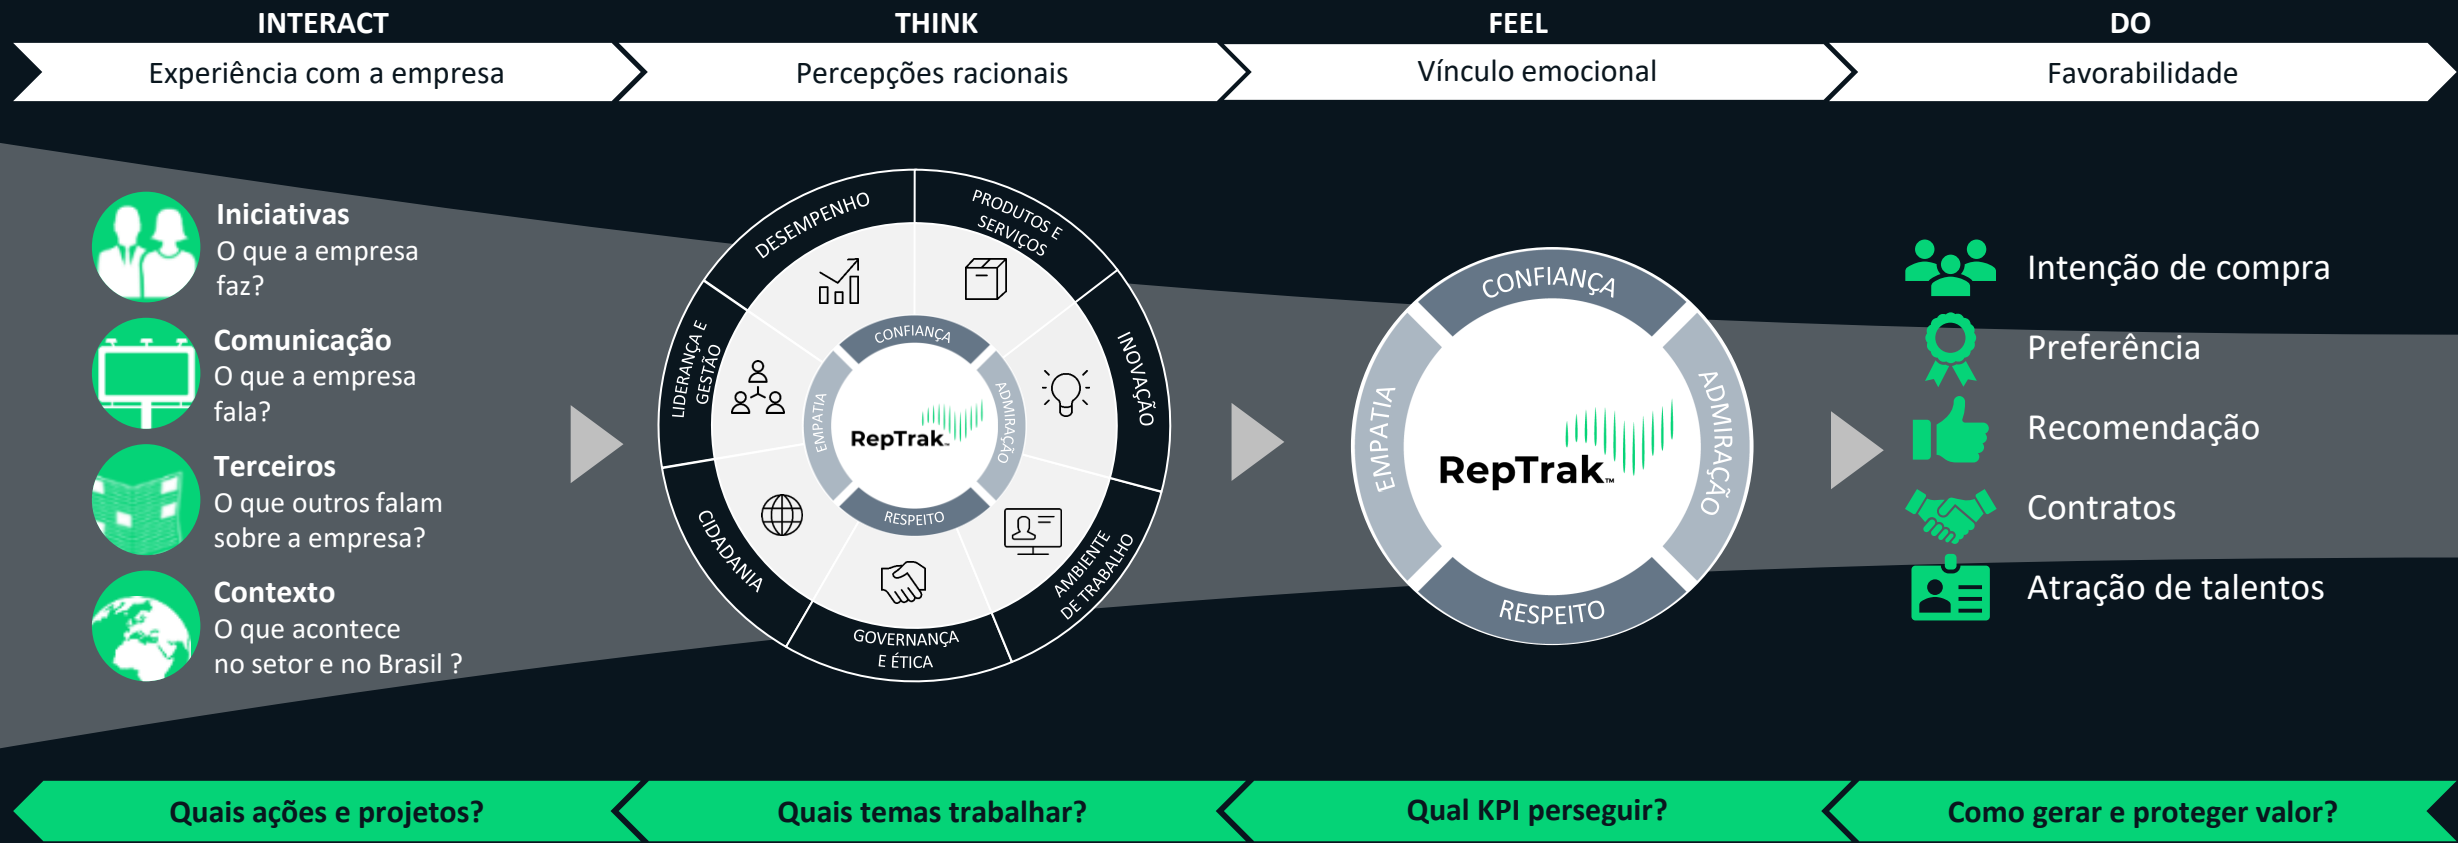 INTERACT
THINK
FEEL
DO
Experiência com a empresa
Percepções racionais
Vínculo emocional
Favorabilidade
Iniciativas
O que a empresa
faz?
Comunicação
O que a empresa
fala?
Terceiros
O que outros falam
sobre a empresa?
Contexto
O que acontece
no setor e no Brasil ?
DESEMPENHO
PRODUTOS E
SERVIÇOS
INOVAÇÃO
AMBIENTE
DE TRABALHO
GOVERNANÇA
E ÉTICA
CIDADANIA
LIDERANÇA E
GESTÃO
CONFIANÇA
ADMIRAÇÃO
RESPEITO
EMPATIA
RepTrak™
CONFIANÇA
ADMIRAÇÃO
RESPEITO
EMPATIA
RepTrak™
Intenção de compra
Preferência
Recomendação
Contratos
Atração de talentos
Quais ações e projetos?
Quais temas trabalhar?
Qual KPI perseguir?
Como gerar e proteger valor?